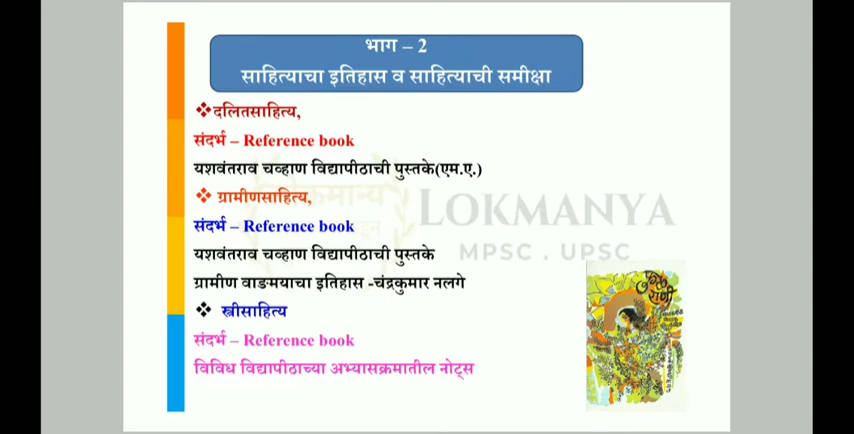 भाग – 2
साहित्याचा इतिहास व साहित्याची समीक्षा
❖दलितसाहित्य,
संदर्भ – Reference book
यशवंतराव चव्हाण विद्यापीठाची पुस्तके(एम.ए.)
❖ ग्रामीणसाहित्य,
संदर्भ – Reference book
यशवंतराव चव्हाण विद्यापीठाची पुस्तके
ग्रामीण वाङमयाचा इतिहास -चंद्रकुमार नलगे
❖ स्त्रीसाहित्य
संदर्भ – Reference book
विविध विद्यापीठाच्या अभ्यासक्रमातील नोट्स
LOKMANYA
MPSC . UPSC
फुल
राणी